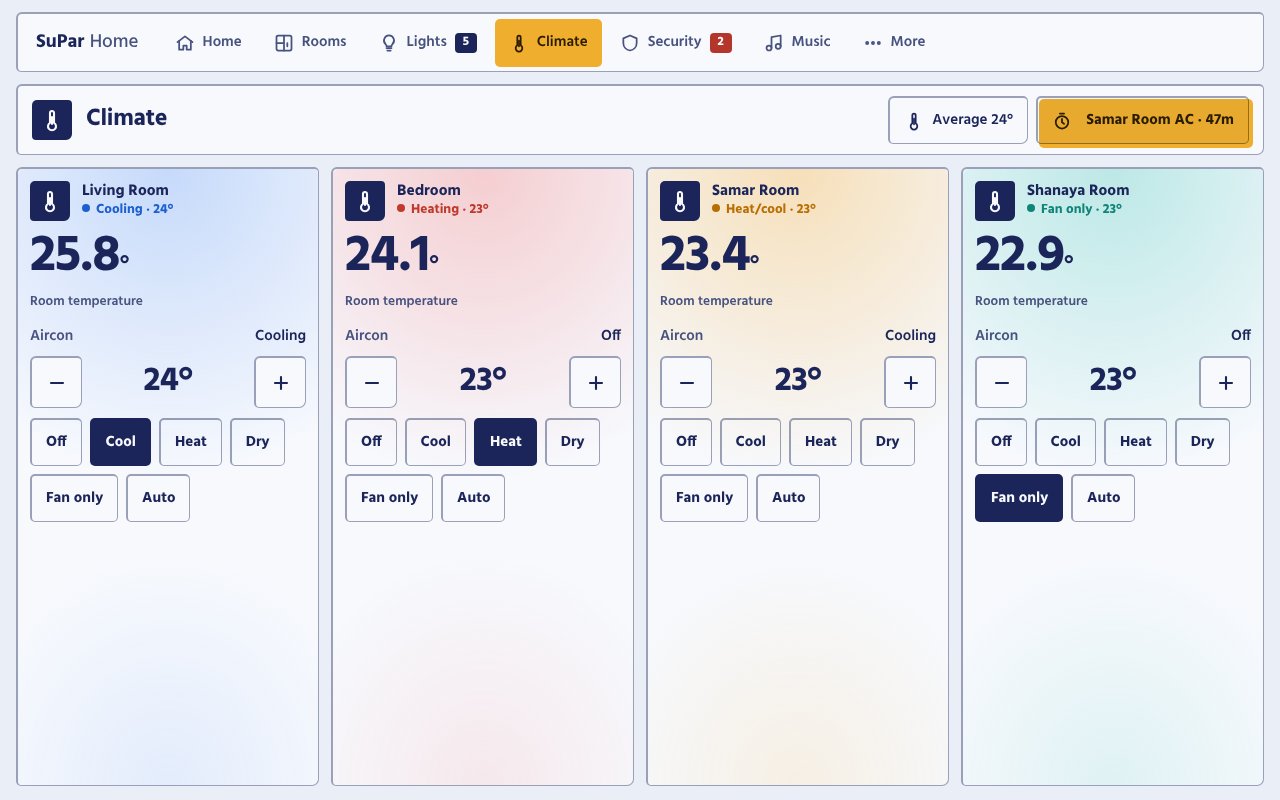 SuPar Home Home Rooms Lights 5 Climate Security 2 Music More
Climate Average 24° Samar Room AC · 47m
Living Room
Cooling · 24°
25.8°
Room temperature
Aircon Cooling
− 24° +
Off Cool Heat Dry
Fan only Auto
Bedroom
Heating · 23°
24.1°
Room temperature
Aircon Off
− 23° +
Off Cool Heat Dry
Fan only Auto
Samar Room
Heat/cool · 23°
23.4°
Room temperature
Aircon Cooling
− 23° +
Off Cool Heat Dry
Fan only Auto
Shanaya Room
Fan only · 23°
22.9°
Room temperature
Aircon Off
− 23° +
Off Cool Heat Dry
Fan only Auto